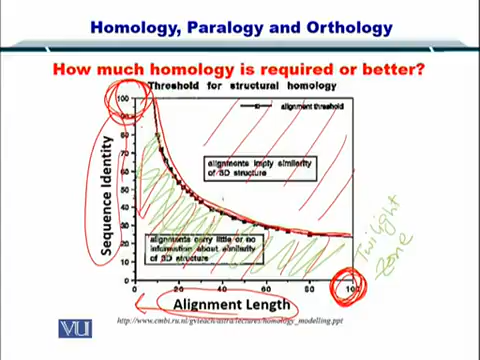 Homology, Paralogy and Orthology
How much homology is required or better?
Threshold for structural homology
alignment threshold
100
90
80
70
60
50
40
30
20
10
0
Sequence Identity
alignments imply similarity
of 3D structure
alignments carry little or no
information about similarity
of 3D structure
Twilight
Zone
0
20
40
60
80
100
Alignment Length
http://www.cmbi.ru.nl/gvteach/astra/lectures/homology_modelling.ppt
VU